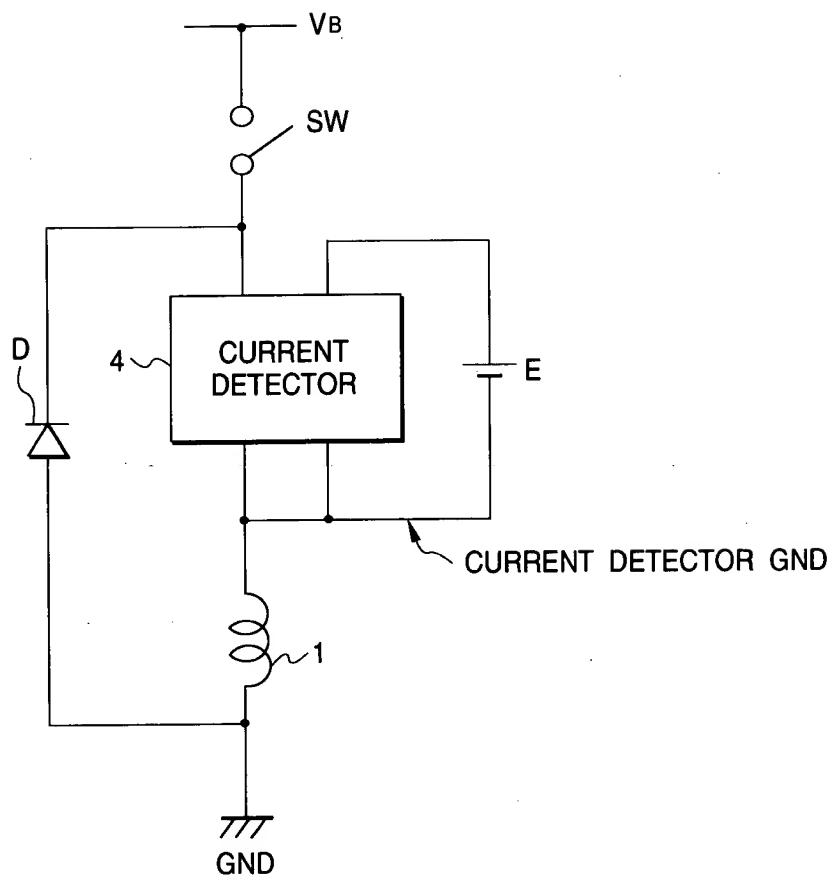 VB
SW
D
4
CURRENT
DETECTOR
E
CURRENT DETECTOR GND
1
GND